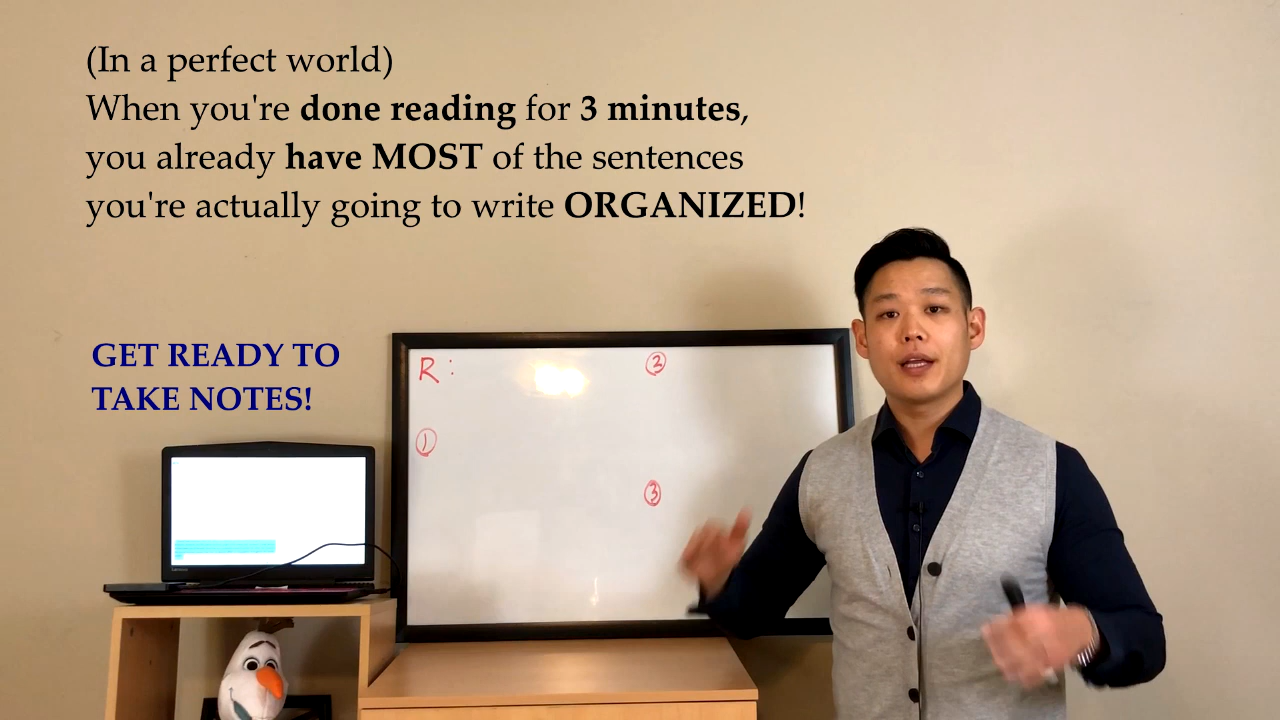 (In a perfect world)
When you're done reading for 3 minutes,
you already have MOST of the sentences
you're actually going to write ORGANIZED!
GET READY TO
TAKE NOTES!
R :
②
①
③